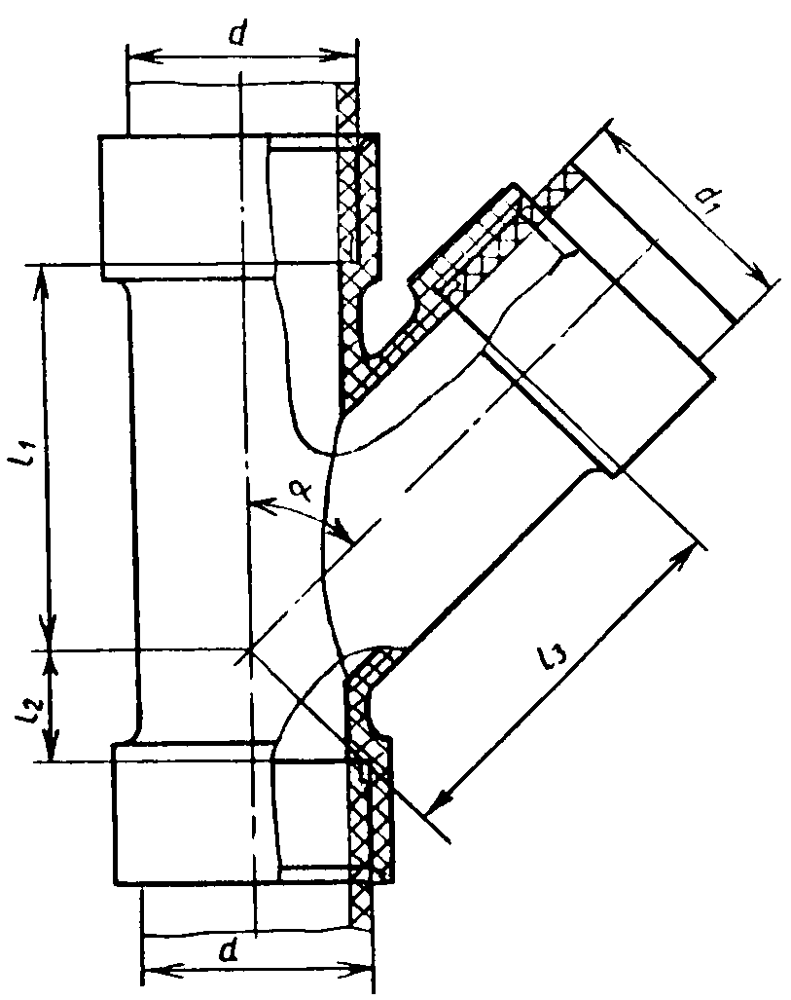 d
d₁
l₁
α
l₃
l₂
d